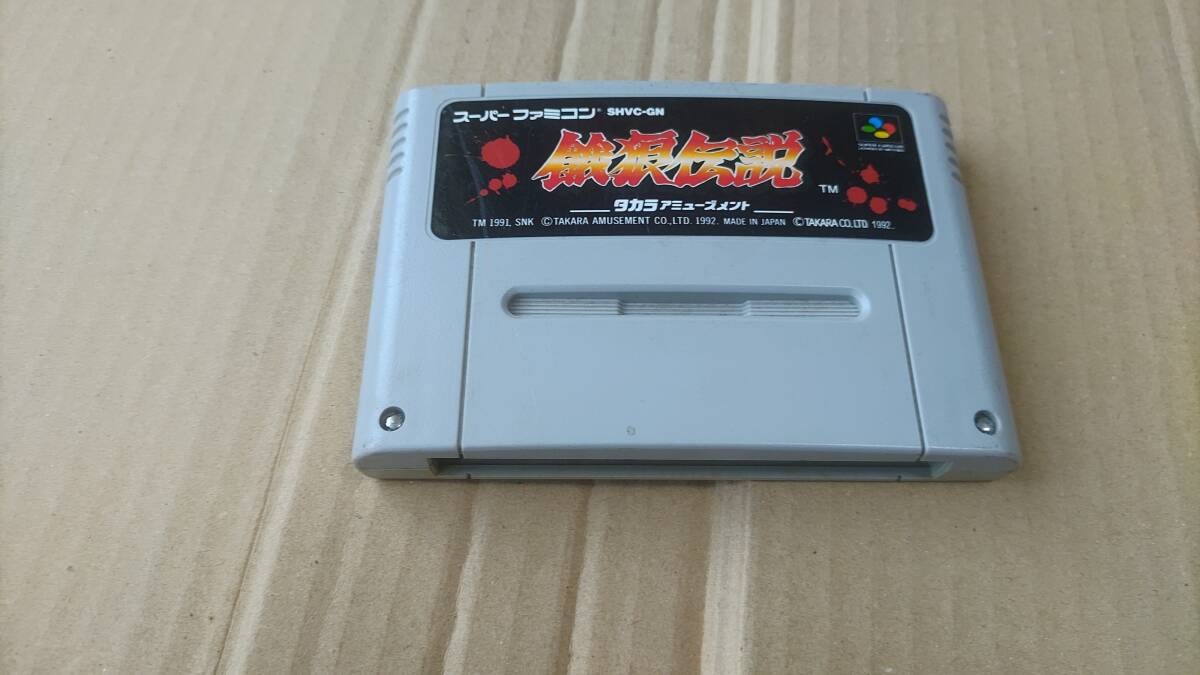 スーパーファミコン® SHVC-GN
餓狼伝説
TM
タカラアミューズメント
TM 1991, SNK ©TAKARA AMUSEMENT CO.,LTD. 1992. MADE IN JAPAN ©TAKARA CO.,LTD. 1992.